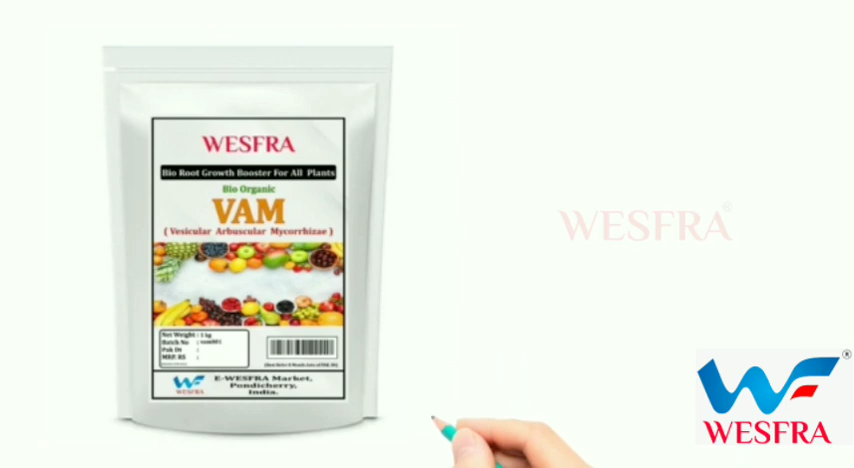 WESFRA
Bio Root Growth Booster For All Plants
Bio Organic
VAM
( Vesicular Arbuscular Mycorrhizae )
Net Weight : 1 kg
Batch No :
Pak Dt :
MRP. RS :
WESFRA
E-WESFRA Market,
Pondicherry,
India.
WESFRA®
®
WESFRA